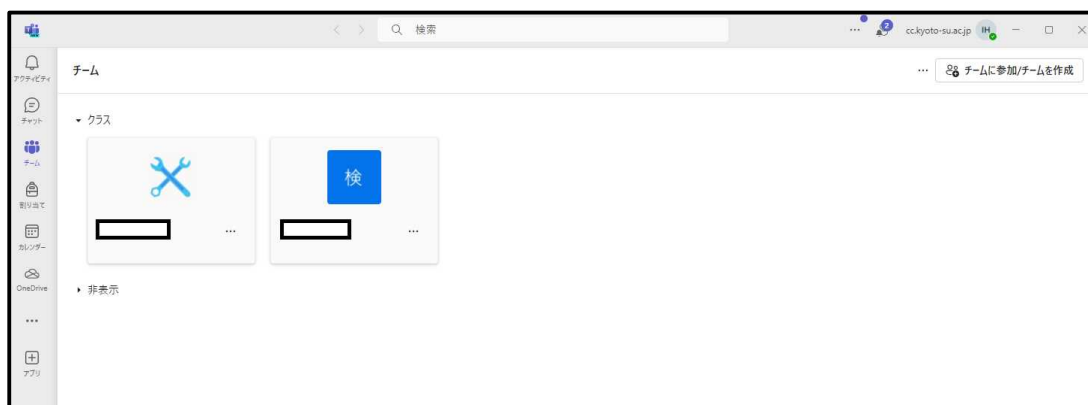 検索
...
2
cc.kyoto-su.ac.jp
IH
アクティビティ
チャット
チーム
割り当て
カレンダー
OneDrive
...
アプリ
チーム
...
チームに参加/チームを作成
クラス
検
...
...
非表示